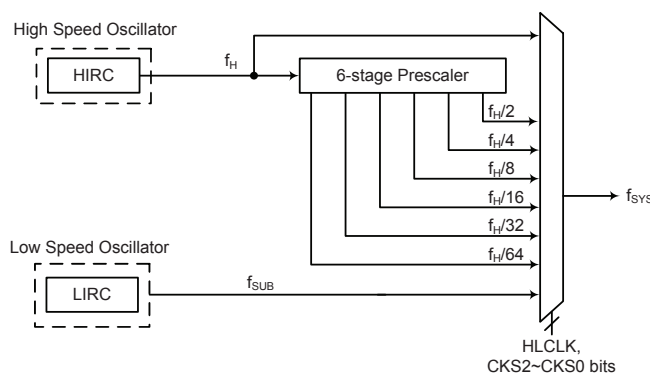 High Speed Oscillator
HIRC
fH
6-stage Prescaler
fH/2
fH/4
fH/8
fH/16
fH/32
fH/64
fSYS
Low Speed Oscillator
LIRC
fSUB
HLCLK,
CKS2~CKS0 bits